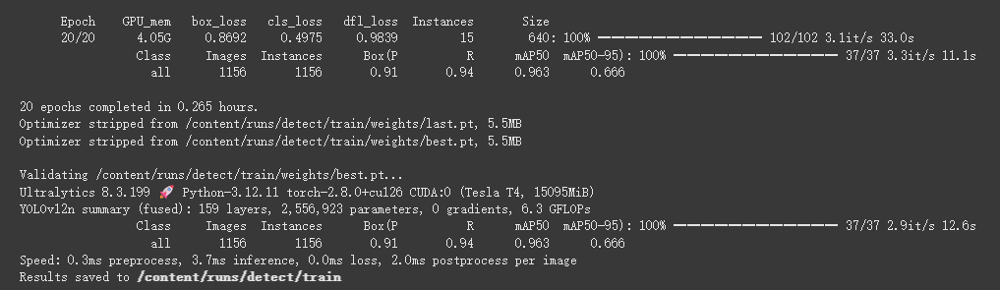 Epoch GPU_mem box_loss cls_loss dfl_loss Instances Size
20/20 4.05G 0.8692 0.4975 0.9839 15 640: 100% ━━━━━━━━━━━━ 102/102 3.1it/s 33.0s
Class Images Instances Box(P R mAP50 mAP50-95): 100% ━━━━━━━━━━━━ 37/37 3.3it/s 11.1s
all 1156 1156 0.91 0.94 0.963 0.666
20 epochs completed in 0.265 hours.
Optimizer stripped from /content/runs/detect/train/weights/last.pt, 5.5MB
Optimizer stripped from /content/runs/detect/train/weights/best.pt, 5.5MB
Validating /content/runs/detect/train/weights/best.pt...
Ultralytics 8.3.199 🚀 Python-3.12.11 torch-2.8.0+cu126 CUDA:0 (Tesla T4, 15095MiB)
YOLOv12n summary (fused): 159 layers, 2,556,923 parameters, 0 gradients, 6.3 GFLOPs
Class Images Instances Box(P R mAP50 mAP50-95): 100% ━━━━━━━━━━━━ 37/37 2.9it/s 12.6s
all 1156 1156 0.91 0.94 0.963 0.666
Speed: 0.3ms preprocess, 3.7ms inference, 0.0ms loss, 2.0ms postprocess per image
Results saved to /content/runs/detect/train